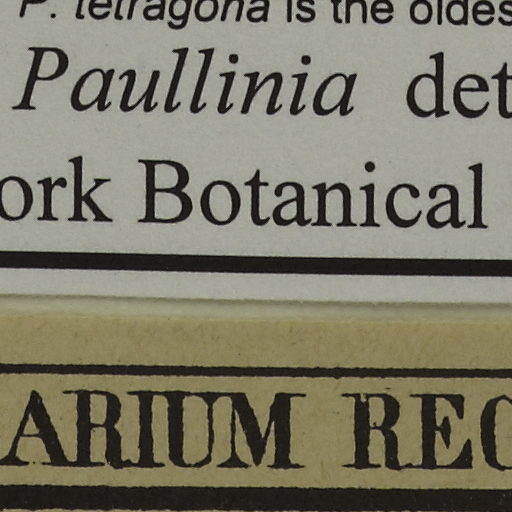 P. tetragona is the oldes
Paullinia det
ork Botanical
ARIUM REC